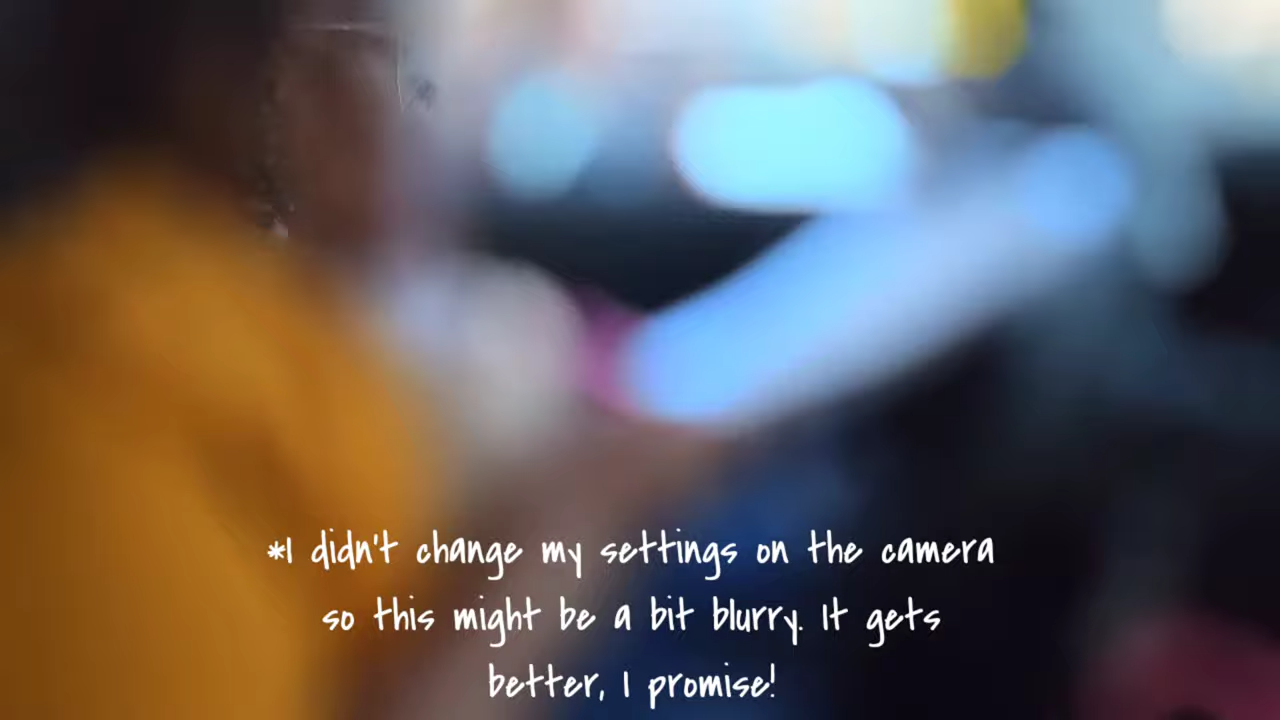 *I didn't change my settings on the camera
so this might be a bit blurry. It gets
better, I promise!